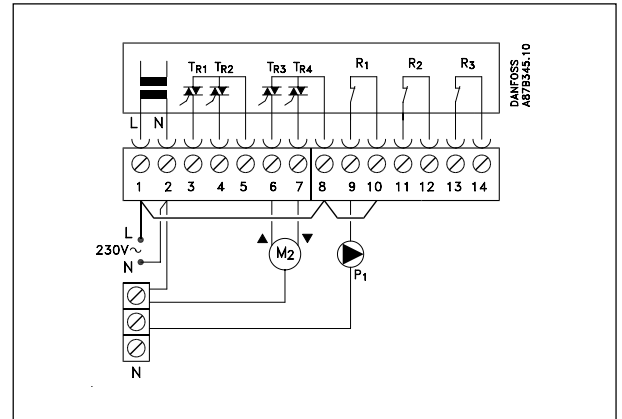 TR1 TR2 TR3 TR4 R1 R2 R3
DANFOSS
A87B345.10
L N
1 2 3 4 5 6 7 8 9 10 11 12 13 14
L
230V~
N
▲ M2 ▼
P1
N